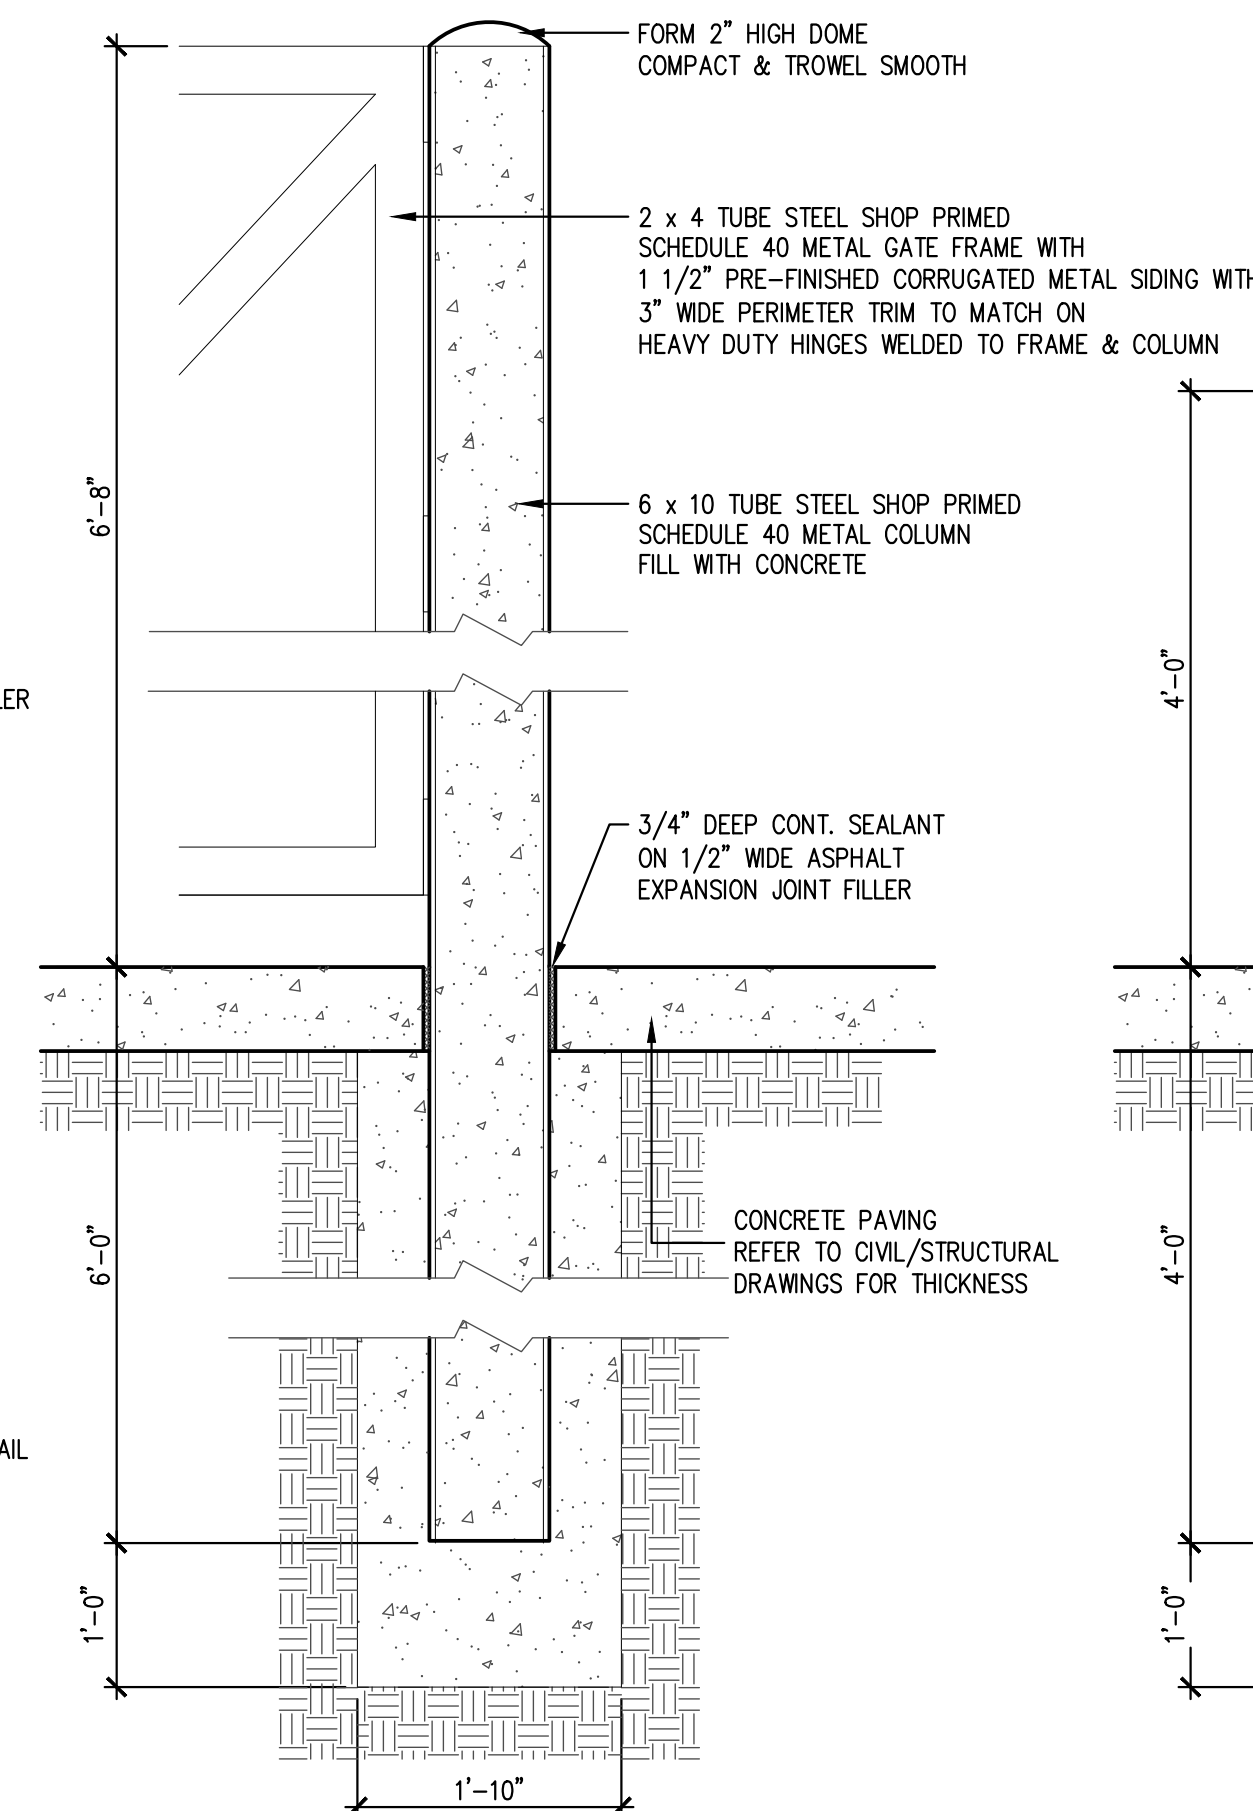 FORM 2" HIGH DOME
COMPACT & TROWEL SMOOTH
2 x 4 TUBE STEEL SHOP PRIMED
SCHEDULE 40 METAL GATE FRAME WITH
1 1/2" PRE-FINISHED CORRUGATED METAL SIDING WITH
3" WIDE PERIMETER TRIM TO MATCH ON
HEAVY DUTY HINGES WELDED TO FRAME & COLUMN
6'-8"
6 x 10 TUBE STEEL SHOP PRIMED
SCHEDULE 40 METAL COLUMN
FILL WITH CONCRETE
4'-0"
LER
3/4" DEEP CONT. SEALANT
ON 1/2" WIDE ASPHALT
EXPANSION JOINT FILLER
6'-0"
CONCRETE PAVING
REFER TO CIVIL/STRUCTURAL
DRAWINGS FOR THICKNESS
4'-0"
AIL
1'-0"
1'-0"
1'-10"